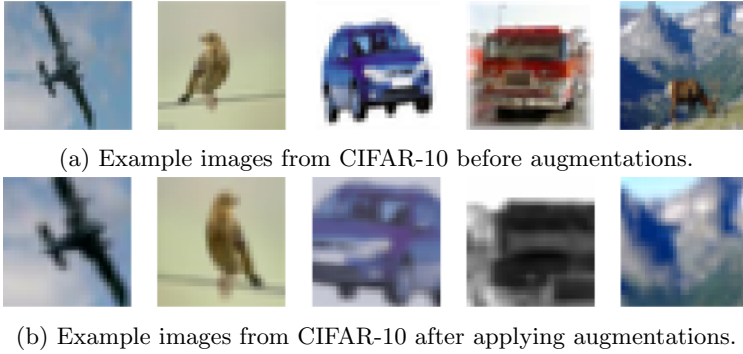 (a) Example images from CIFAR-10 before augmentations.
(b) Example images from CIFAR-10 after applying augmentations.